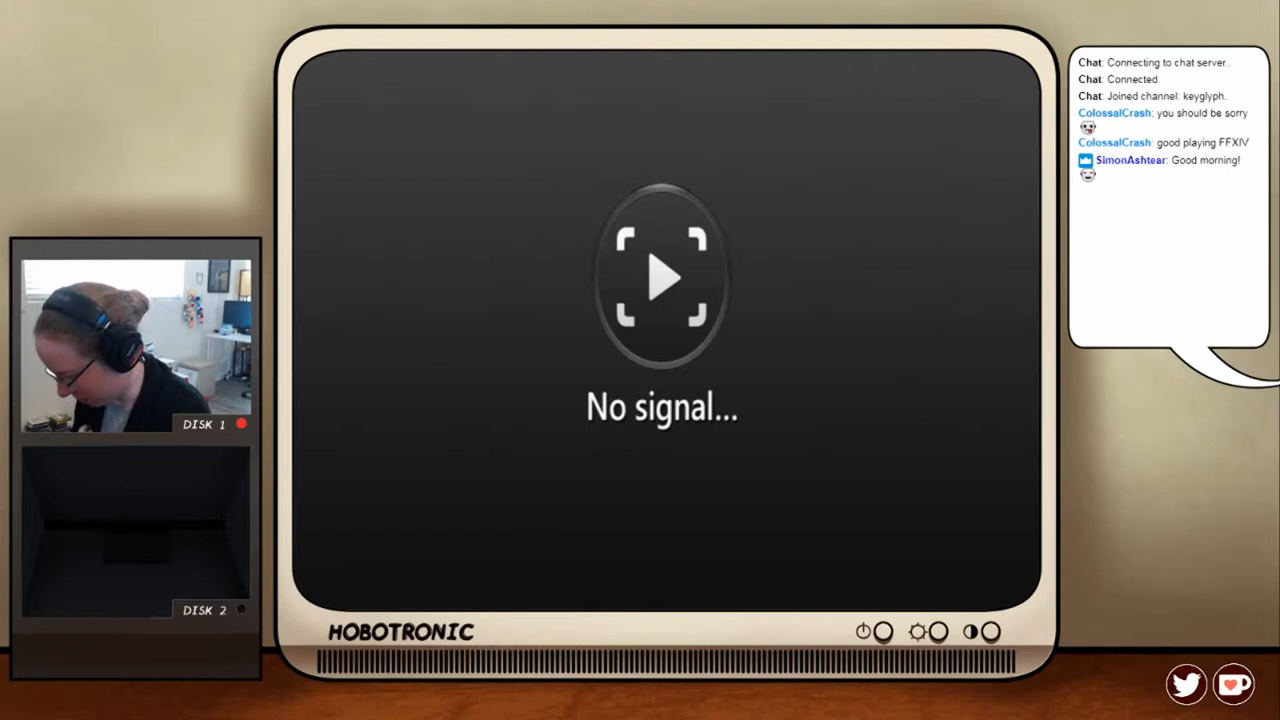 Chat: Connecting to chat server..
Chat: Connected.
Chat: Joined channel: keyglyph.
ColossalCrash: you should be sorry
ColossalCrash: good playing FFXIV
SimonAshtear: Good morning!
No signal...
DISK 1
DISK 2
HOBOTRONIC